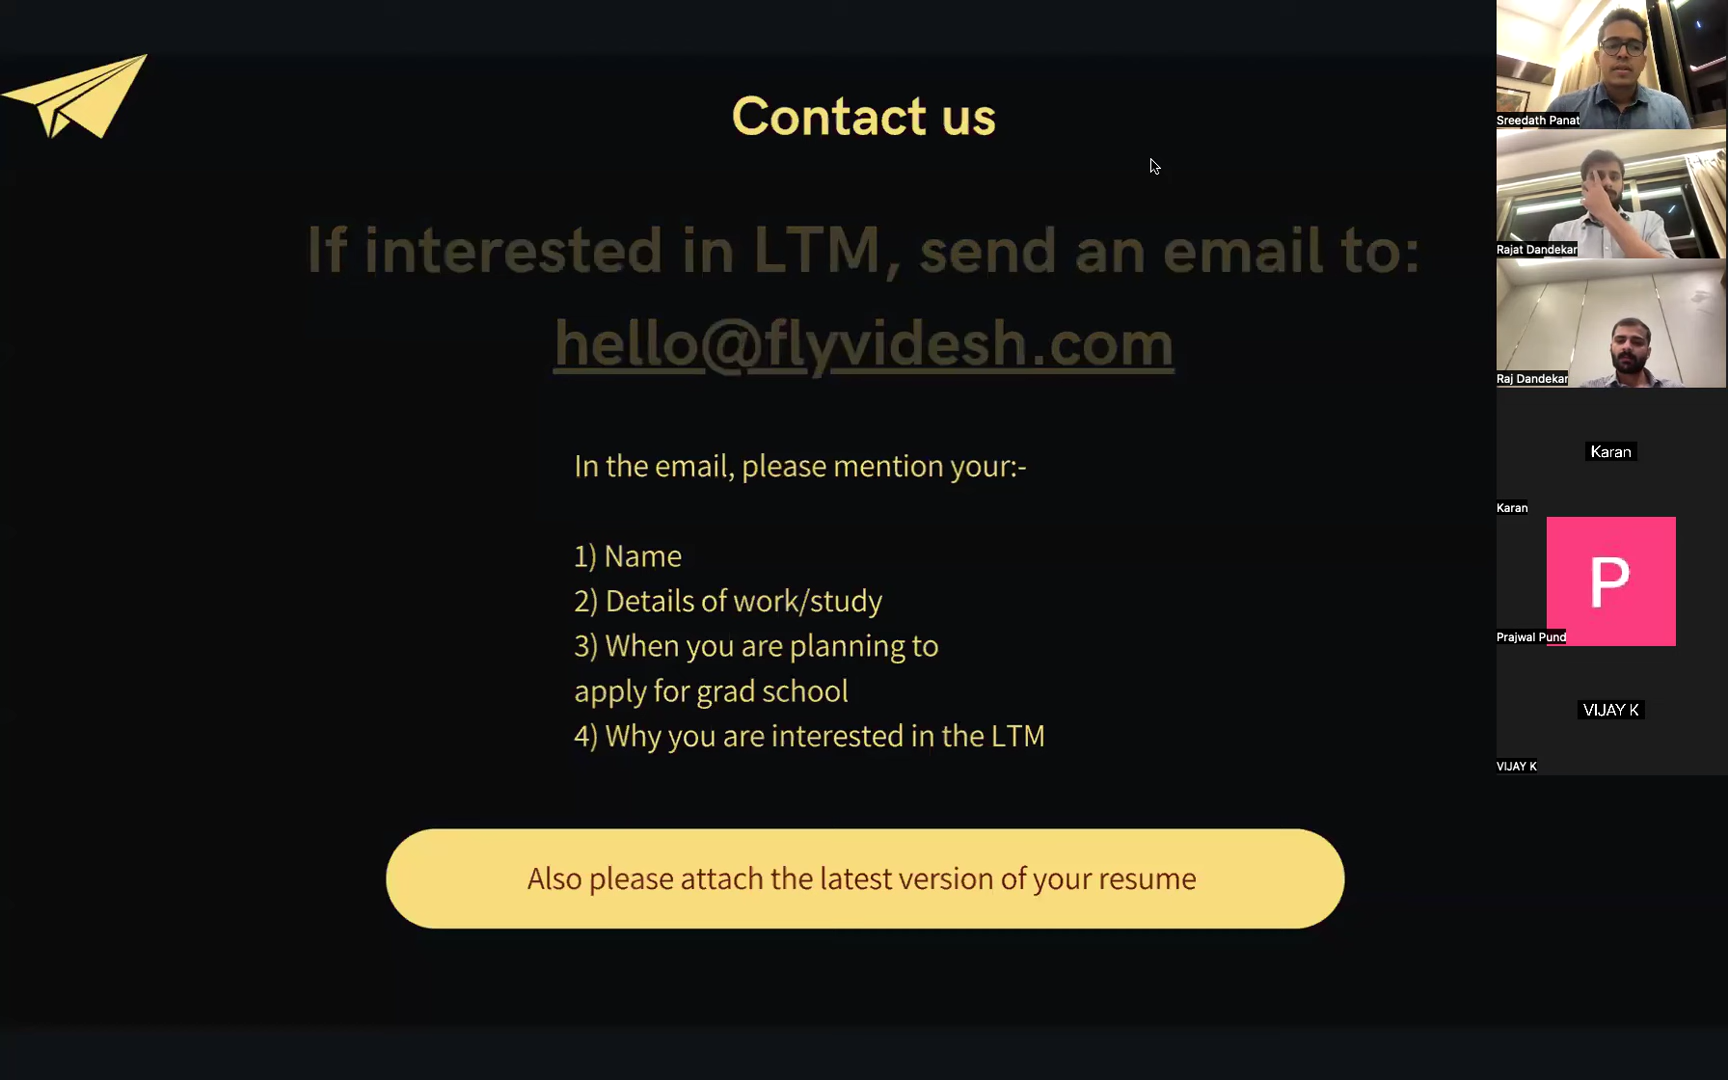 Contact us
If interested in LTM, send an email to:
hello@flyvidesh.com
In the email, please mention your:-
1) Name
2) Details of work/study
3) When you are planning to
apply for grad school
4) Why you are interested in the LTM
Also please attach the latest version of your resume
Sreedath Panat
Rajat Dandekar
Raj Dandekar
Karan
Karan
P
Prajwal Pund
VIJAY K
VIJAY K